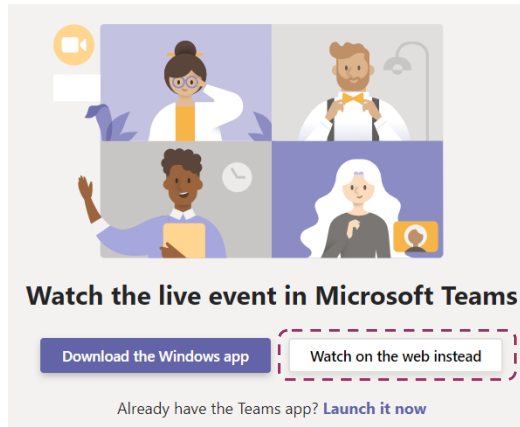 Watch the live event in Microsoft Teams
Download the Windows app
Watch on the web instead
Already have the Teams app? Launch it now